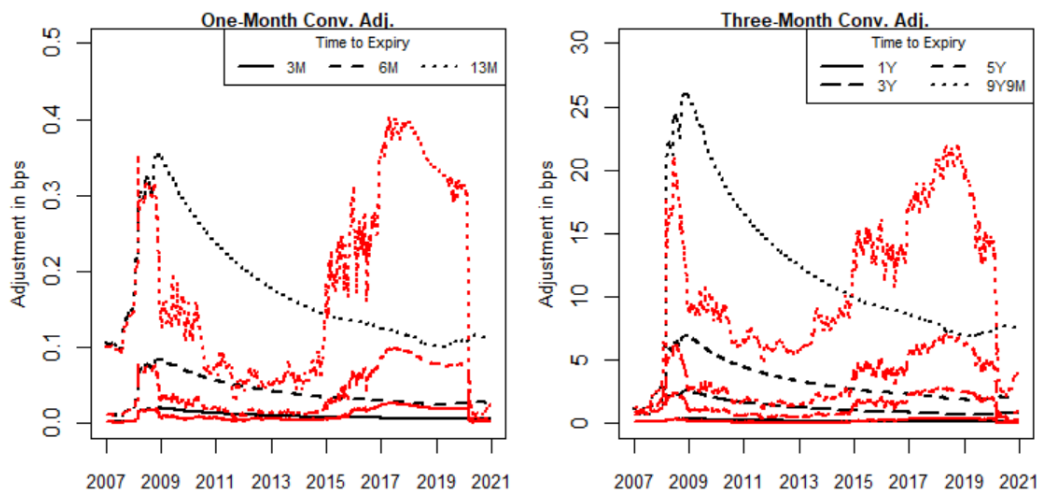 One-Month Conv. Adj.
Time to Expiry
3M 6M 13M
Adjustment in bps
0.5
0.4
0.3
0.2
0.1
0.0
2007 2009 2011 2013 2015 2017 2019 2021
Three-Month Conv. Adj.
Time to Expiry
1Y 5Y
3Y 9Y9M
Adjustment in bps
30
25
20
15
10
5
0
2007 2009 2011 2013 2015 2017 2019 2021